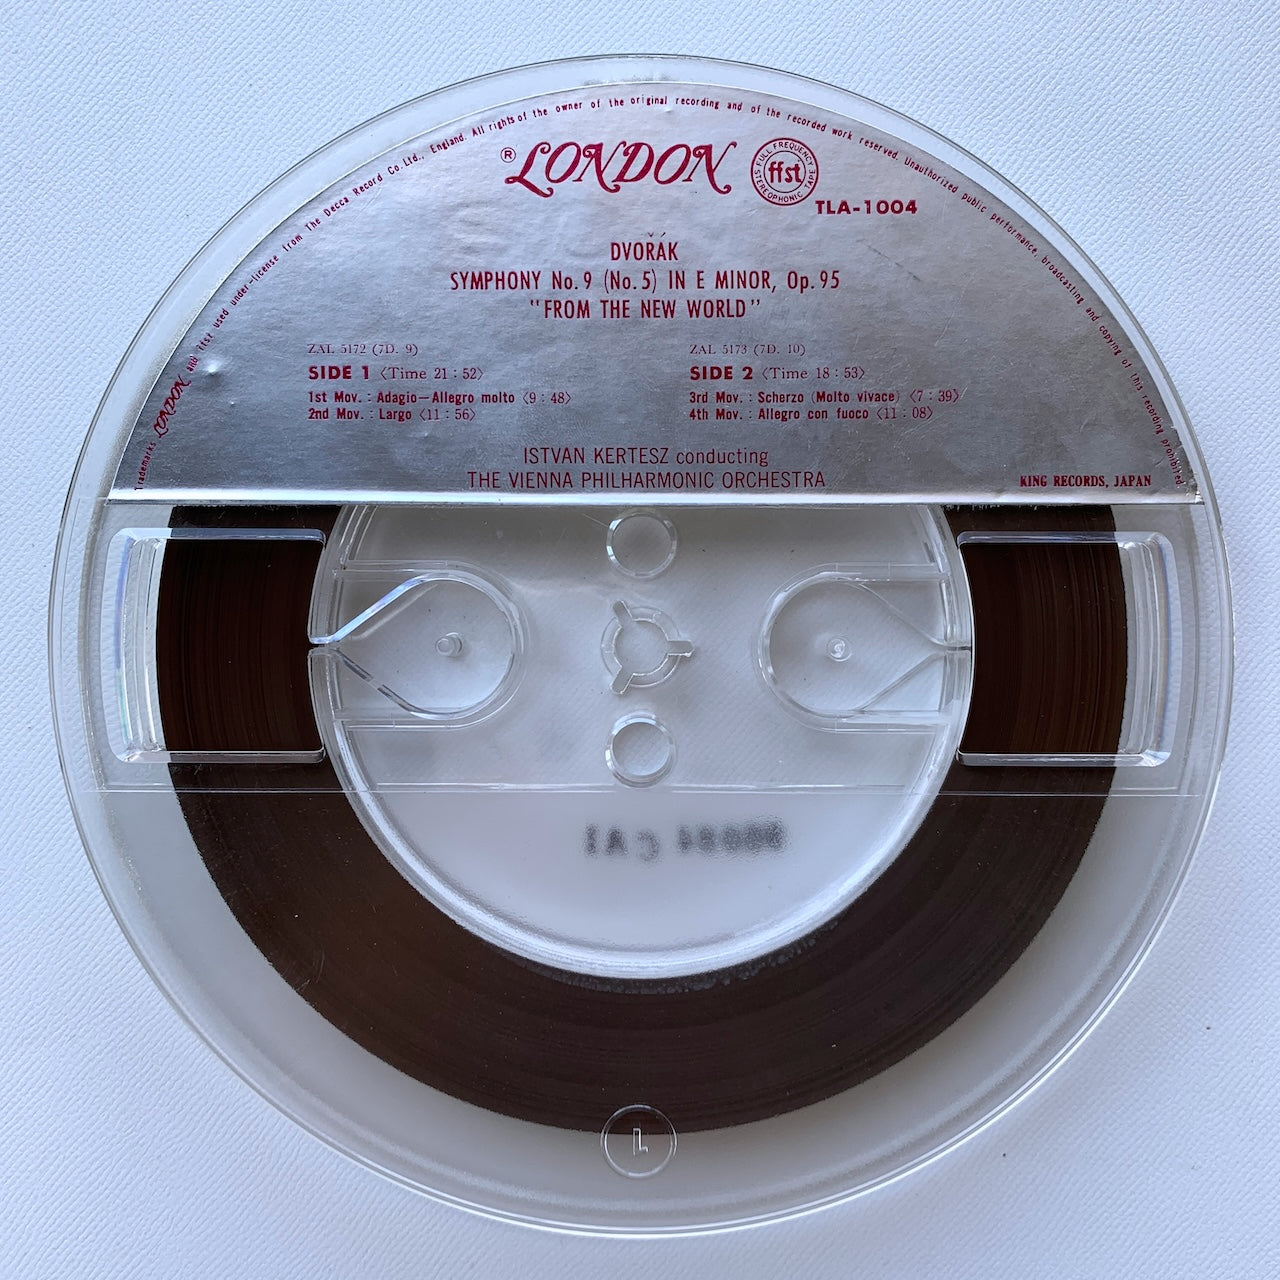 Trademarks LONDON and ffst used under-license from The Decca Record Co. Ltd., England. All rights of the owner of the original recording and of the recorded work reserved. Unauthorized public performance, broadcasting and copying of this recording prohibited
® LONDON
FULL FREQUENCY STEREOPHONIC TAPE
ffst
TLA-1004
DVOŘÁK
SYMPHONY No. 9 (No. 5) IN E MINOR, Op. 95
"FROM THE NEW WORLD"
ZAL 5172 (7D. 9)
SIDE 1 〈Time 21 : 52〉
1st Mov. : Adagio—Allegro molto 〈9 : 48〉
2nd Mov. : Largo 〈11 : 56〉
ZAL 5173 (7D. 10)
SIDE 2 〈Time 18 : 53〉
3rd Mov. : Scherzo (Molto vivace) 〈7 : 39〉
4th Mov. : Allegro con fuoco 〈11 : 08〉
ISTVAN KERTESZ conducting
THE VIENNA PHILHARMONIC ORCHESTRA
KING RECORDS, JAPAN